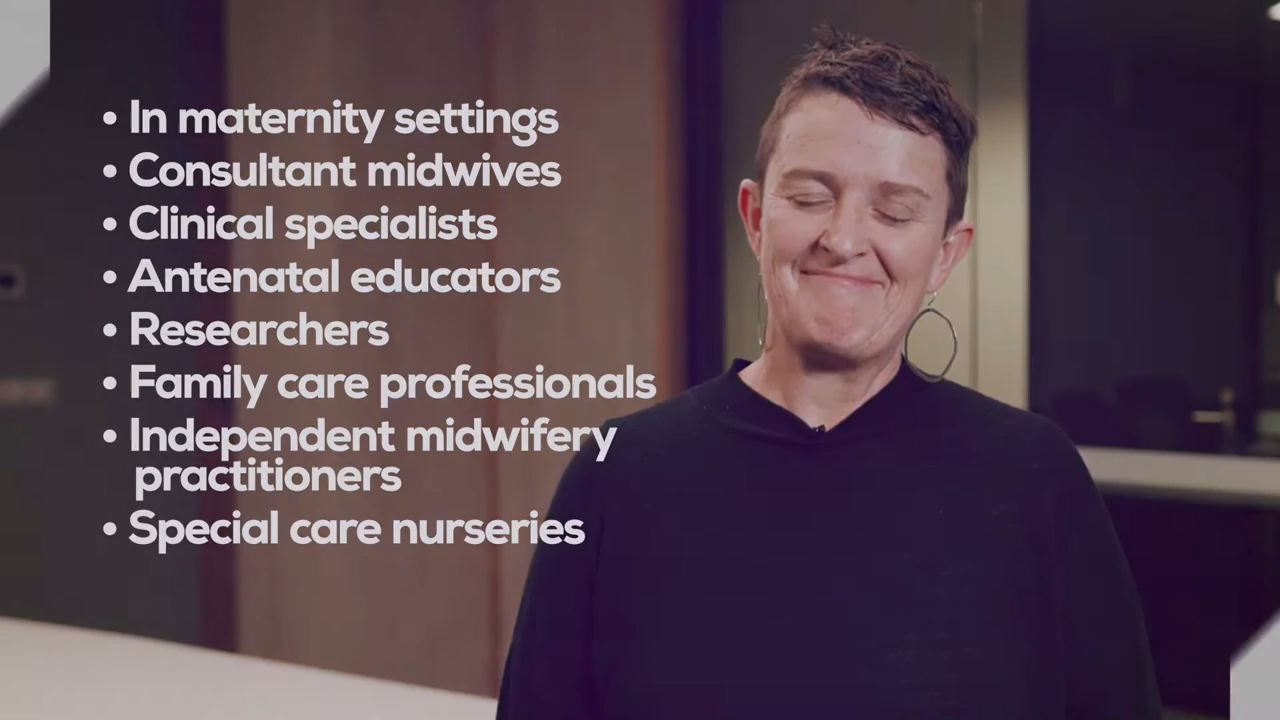 • In maternity settings
• Consultant midwives
• Clinical specialists
• Antenatal educators
• Researchers
• Family care professionals
• Independent midwifery
practitioners
• Special care nurseries